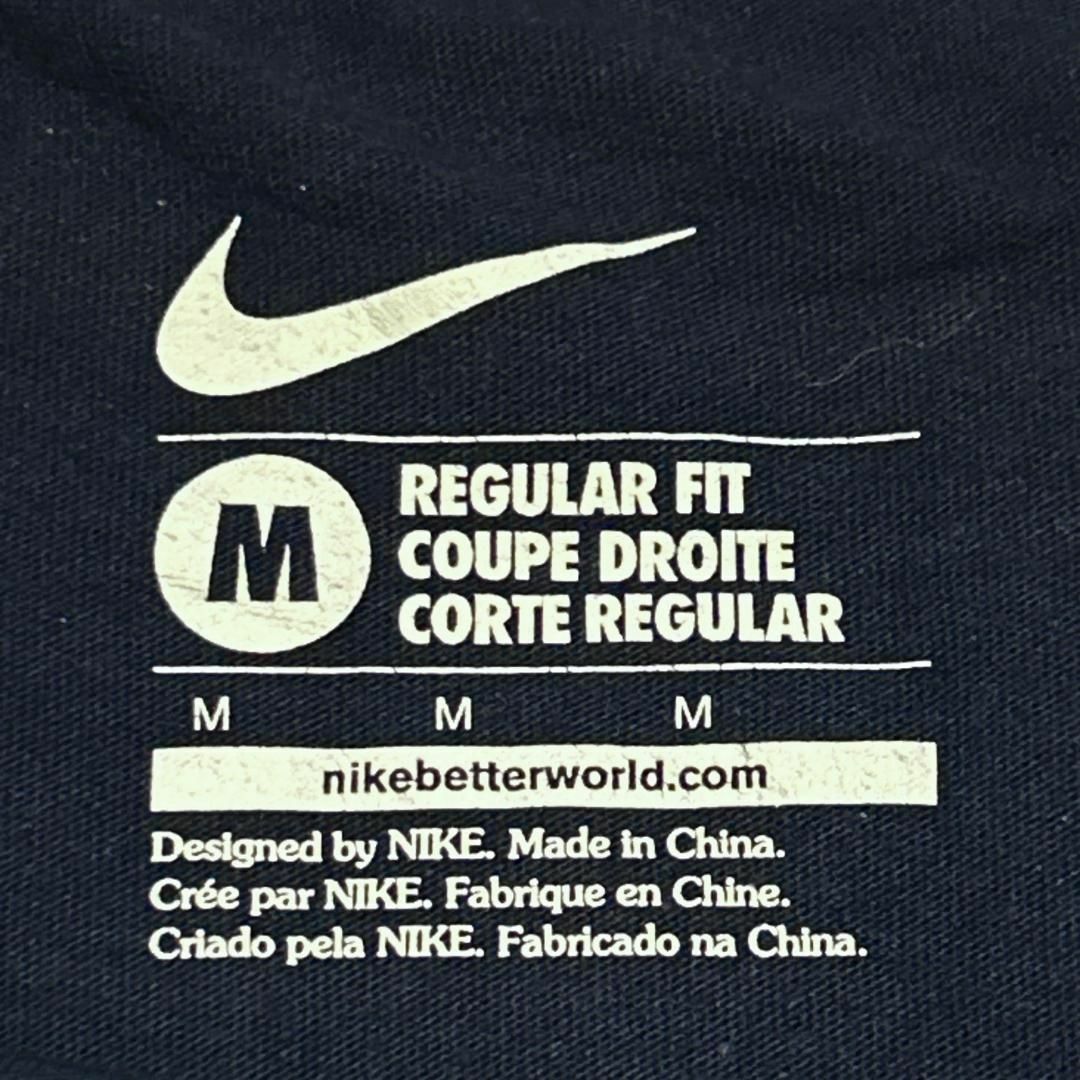 M
REGULAR FIT
COUPE DROITE
CORTE REGULAR
M M M
nikebetterworld.com
Designed by NIKE. Made in China.
Crée par NIKE. Fabrique en Chine.
Criado pela NIKE. Fabricado na China.